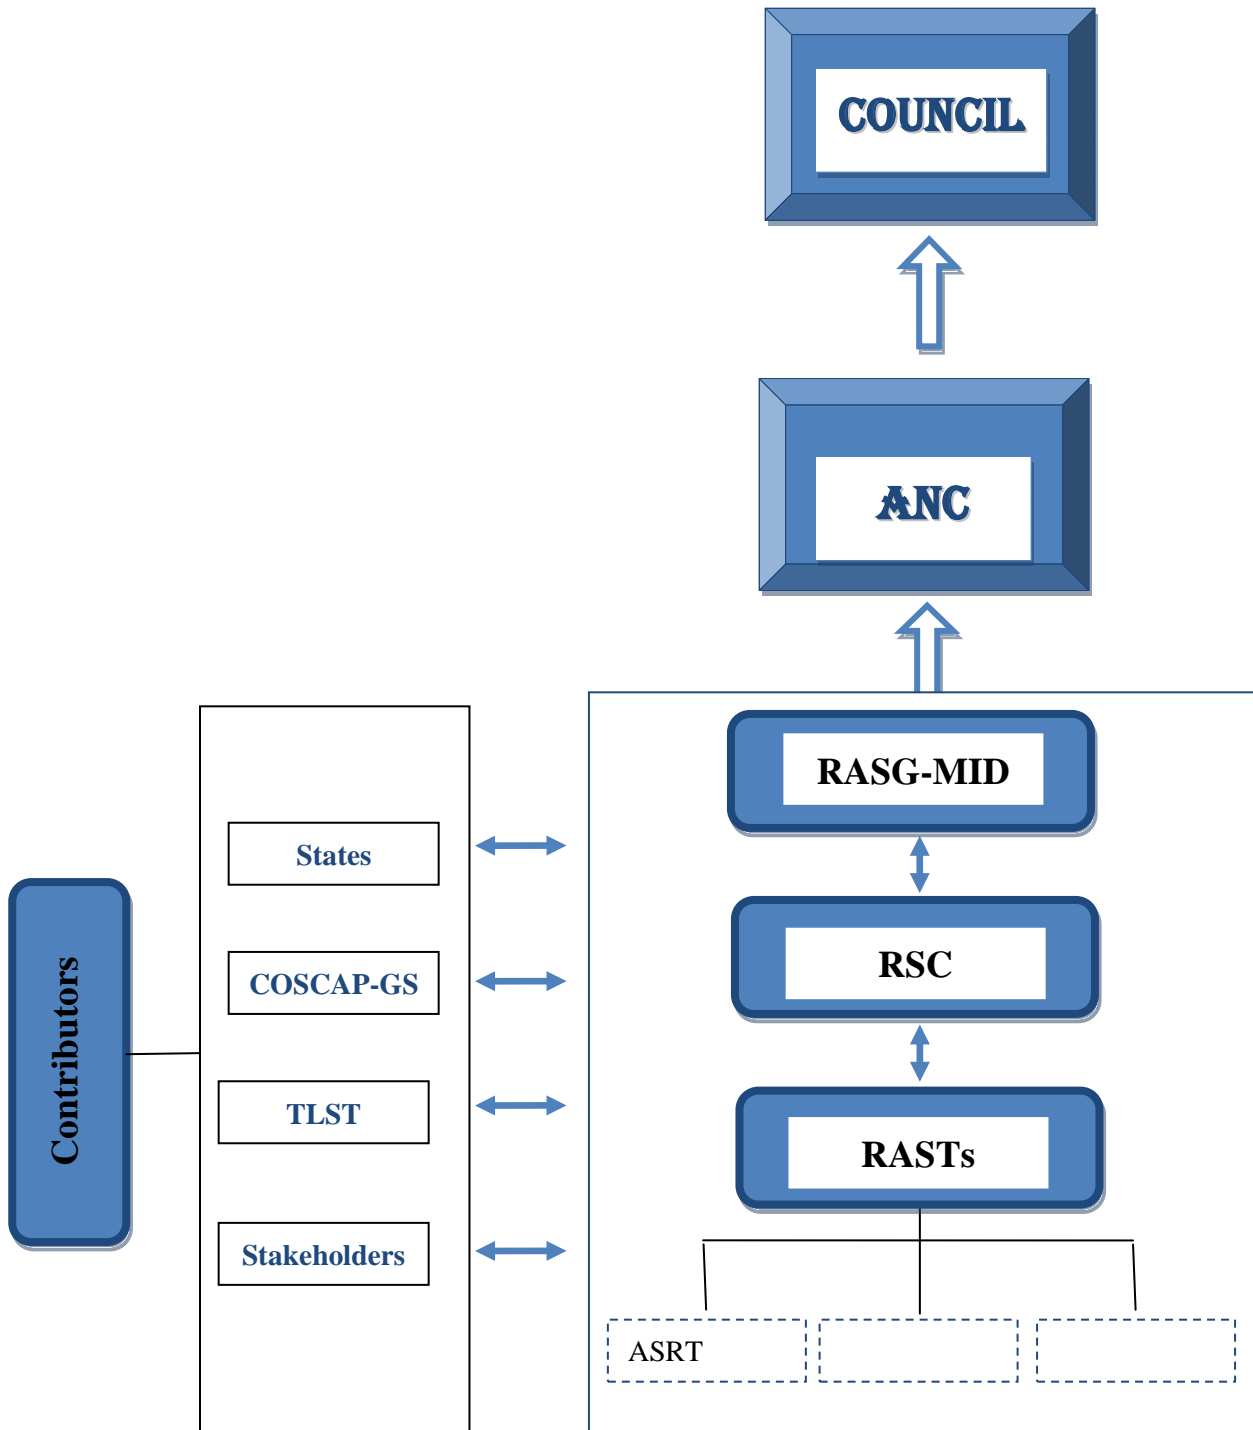 COUNCIL
ANC
RASG-MID
States
RSC
COSCAP-GS
Contributors
TLST
RASTs
Stakeholders
ASRT